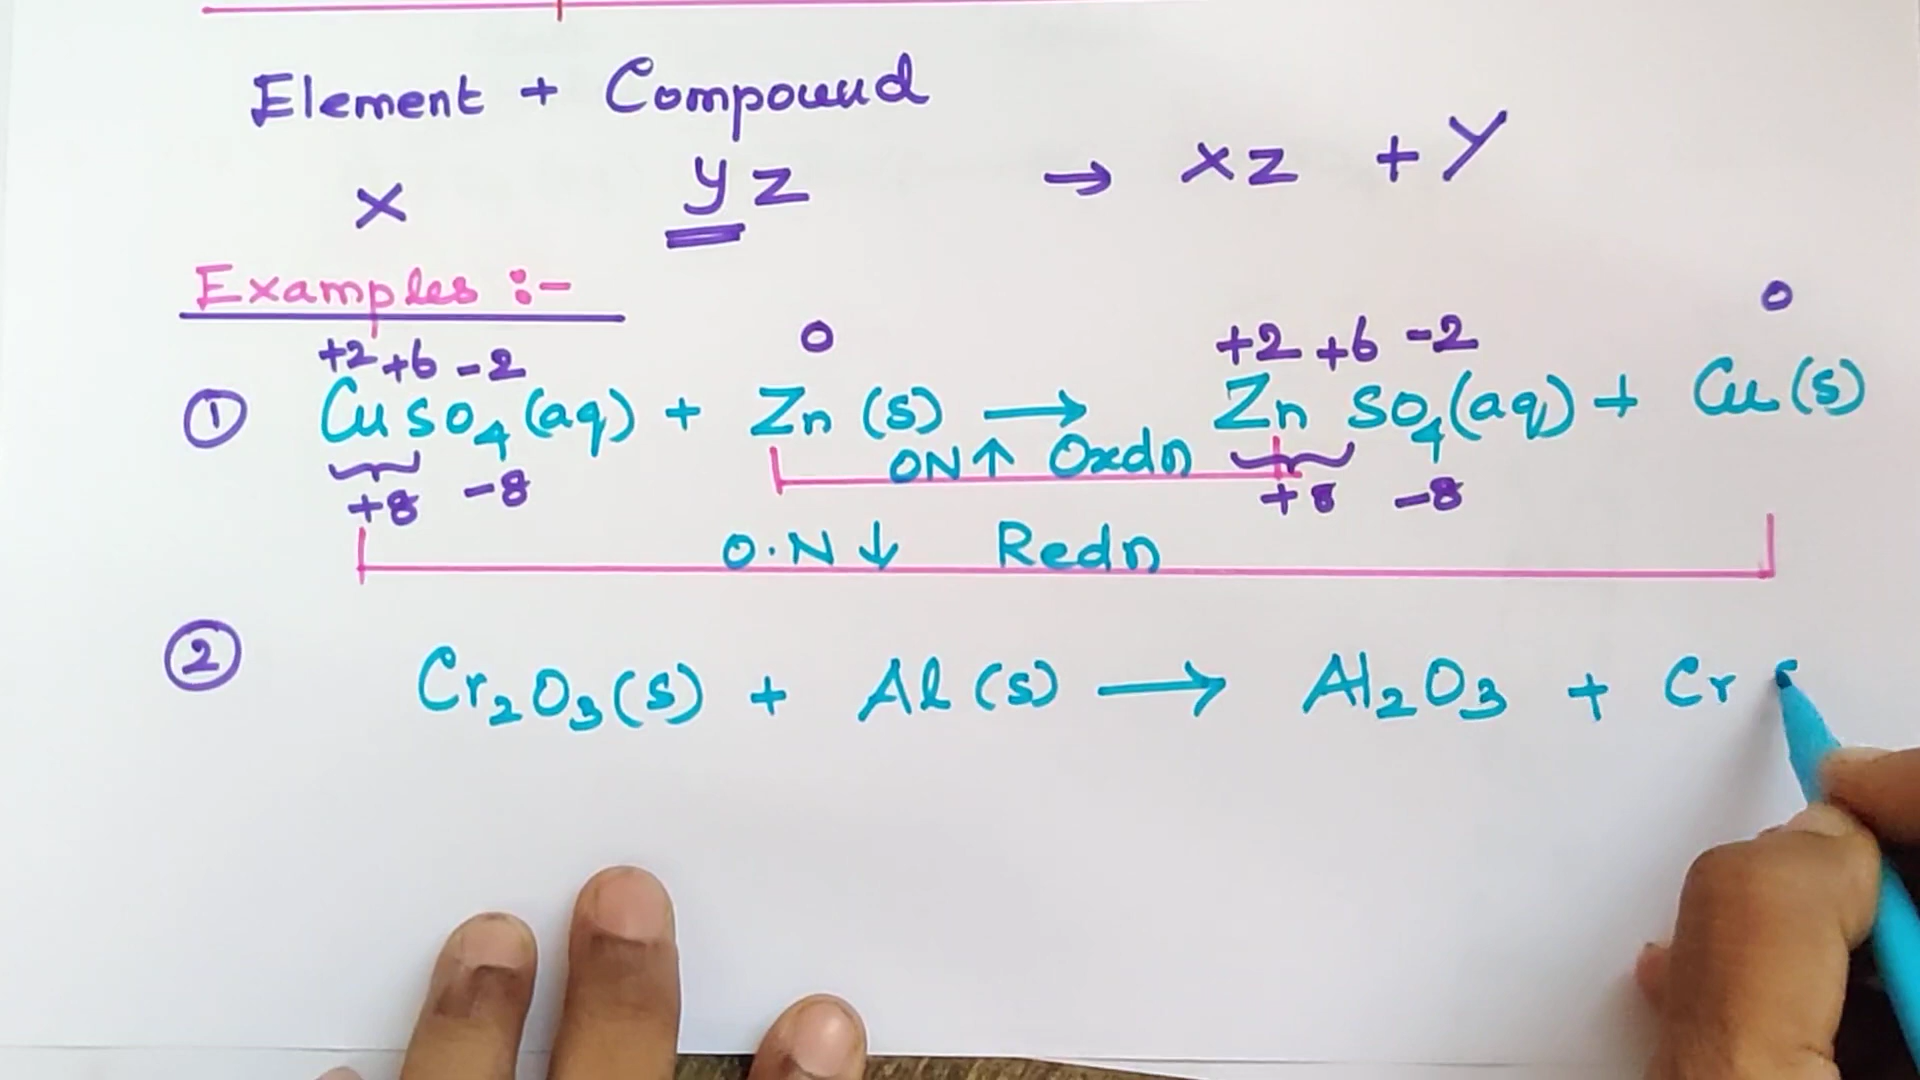 Element + Compound
X yz → xz + y
Examples :-
+2 +6 -2 0 +2 +6 -2 0
① CuSO₄(aq) + Zn (s) → ZnSO₄(aq) + Cu(s)
ON↑ Oxdn
+8 -8 +8 -8
O.N↓ Redn
② Cr₂O₃(s) + Al (s) → Al₂O₃ + Cr